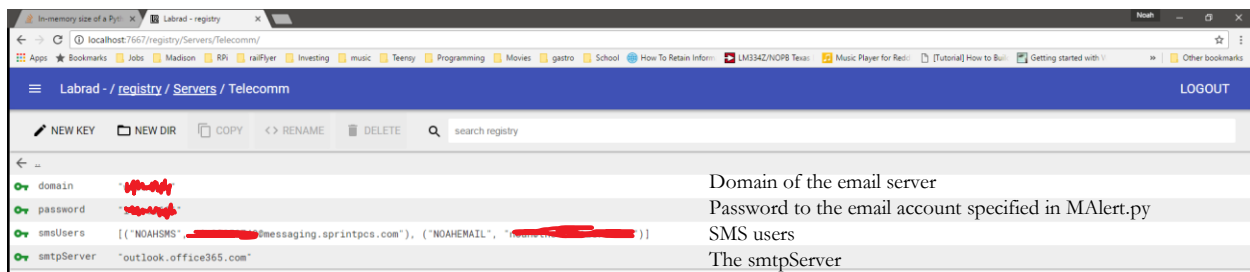 In-memory size of a Pyth
Labrad - registry
Noah
localhost:7667/registry/Servers/Telecomm/
Apps Bookmarks Jobs Madison RPi railFlyer Investing music Teensy Programming Movies gastro School How To Retain Inform LM334Z/NOPB Texas Music Player for Redd [Tutorial] How to Buil Getting started with V » Other bookmarks
Labrad - / registry / Servers / Telecomm LOGOUT
NEW KEY NEW DIR COPY <> RENAME DELETE search registry
..
domain " " Domain of the email server
password " " Password to the email account specified in MAlert.py
smsUsers [("NOAHSMS", @messaging.sprintpcs.com"), ("NOAHEMAIL", " ")] SMS users
smtpServer "outlook.office365.com" The smtpServer